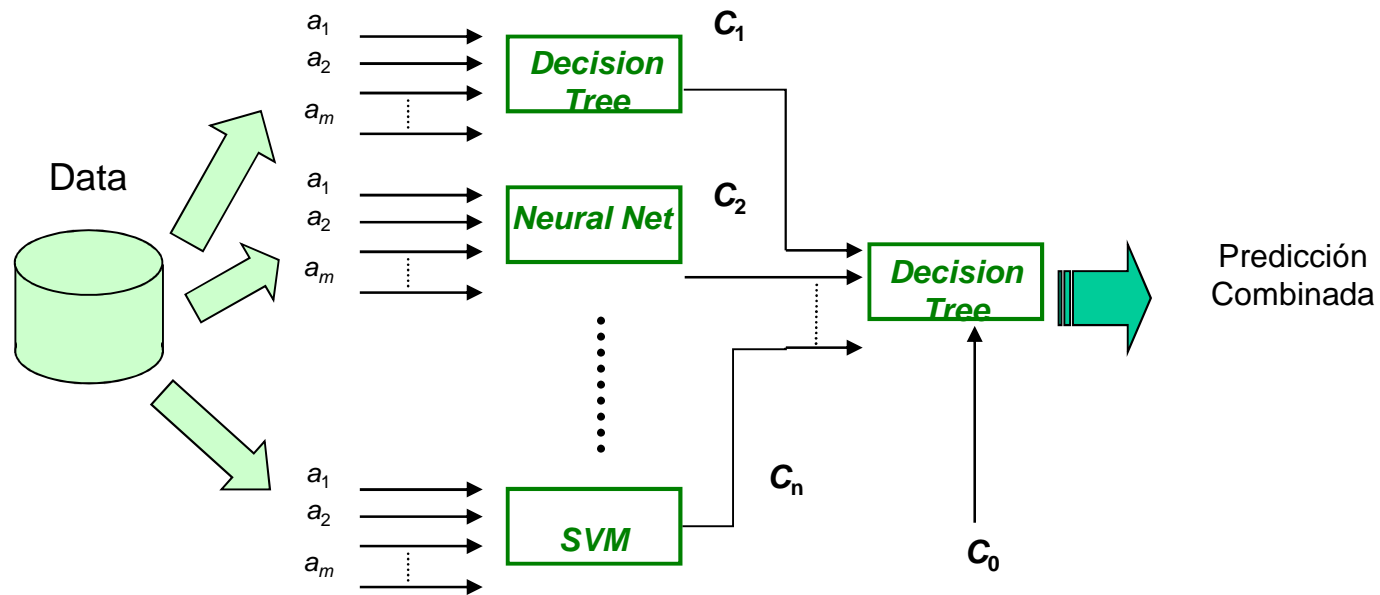 a₁
a₂
aₘ
Decision
Tree
C₁
Data
a₁
a₂
aₘ
Neural Net
C₂
Decision
Tree
Predicción
Combinada
a₁
a₂
aₘ
SVM
Cₙ
C₀